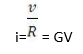 i=v/R = GV